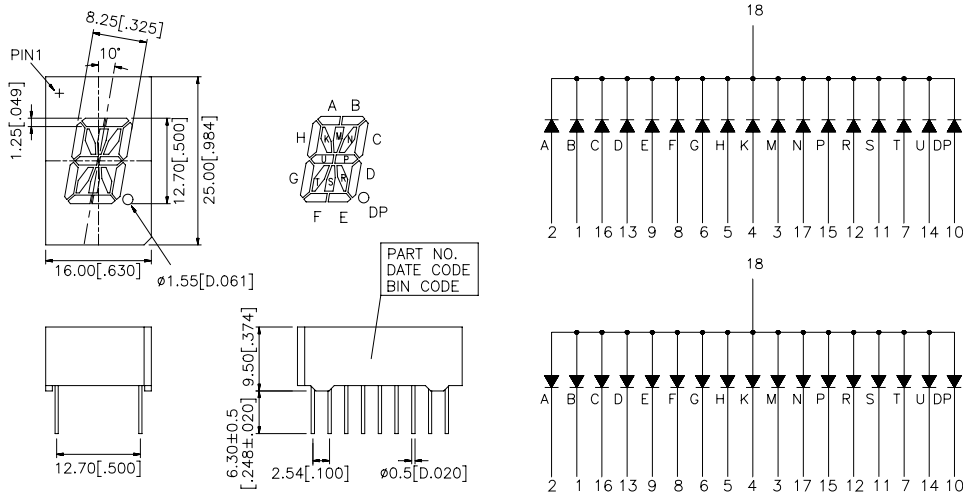 8.25[.325]
10°
PIN1
1.25[.049]
12.70[.500]
25.00[.984]
16.00[.630]
ø1.55[D.061]
A B
H K M N C
U P
G T S R D
F E DP
PART NO.
DATE CODE
BIN CODE
9.50[.374]
6.30±0.5
[.248±.020]
12.70[.500]
2.54[.100]
ø0.5[D.020]
18
A B C D E F G H K M N P R S T U DP
2 1 16 13 9 8 6 5 4 3 17 15 12 11 7 14 10
18
A B C D E F G H K M N P R S T U DP
2 1 16 13 9 8 6 5 4 3 17 15 12 11 7 14 10